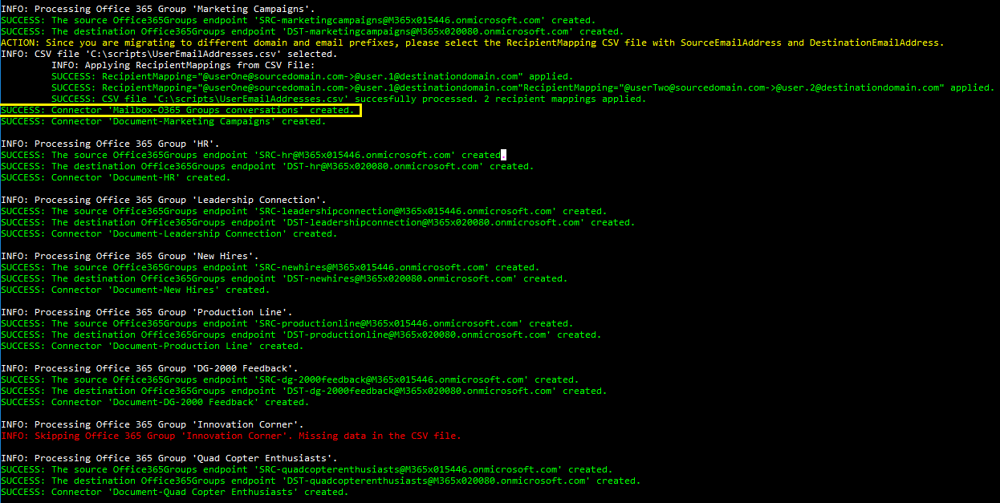 INFO: Processing Office 365 Group 'Marketing Campaigns'.
SUCCESS: The source Office365Groups endpoint 'SRC-marketingcampaigns@M365x015446.onmicrosoft.com' created.
SUCCESS: The destination Office365Groups endpoint 'DST-marketingcampaigns@M365x020080.onmicrosoft.com' created.
ACTION: Since you are migrating to different domain and email prefixes, please select the RecipientMapping CSV file with SourceEmailAddress and DestinationEmailAddress.
INFO: CSV file 'C:\scripts\UserEmailAddresses.csv' selected.
INFO: Applying RecipientMappings from CSV File:
SUCCESS: RecipientMapping="@userOne@sourcedomain.com->@user.1@destinationdomain.com" applied.
SUCCESS: RecipientMapping="@userOne@sourcedomain.com->@user.1@destinationdomain.com"RecipientMapping="@userTwo@sourcedomain.com->@user.2@destinationdomain.com" applied.
SUCCESS: CSV file 'C:\scripts\UserEmailAddresses.csv' succesfully processed. 2 recipient mappings applied.
SUCCESS: Connector 'Mailbox-O365 Groups conversations' created.
SUCCESS: Connector 'Document-Marketing Campaigns' created.
INFO: Processing Office 365 Group 'HR'.
SUCCESS: The source Office365Groups endpoint 'SRC-hr@M365x015446.onmicrosoft.com' created.
SUCCESS: The destination Office365Groups endpoint 'DST-hr@M365x020080.onmicrosoft.com' created.
SUCCESS: Connector 'Document-HR' created.
INFO: Processing Office 365 Group 'Leadership Connection'.
SUCCESS: The source Office365Groups endpoint 'SRC-leadershipconnection@M365x015446.onmicrosoft.com' created.
SUCCESS: The destination Office365Groups endpoint 'DST-leadershipconnection@M365x020080.onmicrosoft.com' created.
SUCCESS: Connector 'Document-Leadership Connection' created.
INFO: Processing Office 365 Group 'New Hires'.
SUCCESS: The source Office365Groups endpoint 'SRC-newhires@M365x015446.onmicrosoft.com' created.
SUCCESS: The destination Office365Groups endpoint 'DST-newhires@M365x020080.onmicrosoft.com' created.
SUCCESS: Connector 'Document-New Hires' created.
INFO: Processing Office 365 Group 'Production Line'.
SUCCESS: The source Office365Groups endpoint 'SRC-productionline@M365x015446.onmicrosoft.com' created.
SUCCESS: The destination Office365Groups endpoint 'DST-productionline@M365x020080.onmicrosoft.com' created.
SUCCESS: Connector 'Document-Production Line' created.
INFO: Processing Office 365 Group 'DG-2000 Feedback'.
SUCCESS: The source Office365Groups endpoint 'SRC-dg-2000feedback@M365x015446.onmicrosoft.com' created.
SUCCESS: The destination Office365Groups endpoint 'DST-dg-2000feedback@M365x020080.onmicrosoft.com' created.
SUCCESS: Connector 'Document-DG-2000 Feedback' created.
INFO: Processing Office 365 Group 'Innovation Corner'.
INFO: Skipping Office 365 Group 'Innovation Corner'. Missing data in the CSV file.
INFO: Processing Office 365 Group 'Quad Copter Enthusiasts'.
SUCCESS: The source Office365Groups endpoint 'SRC-quadcopterenthusiasts@M365x015446.onmicrosoft.com' created.
SUCCESS: The destination Office365Groups endpoint 'DST-quadcopterenthusiasts@M365x020080.onmicrosoft.com' created.
SUCCESS: Connector 'Document-Quad Copter Enthusiasts' created.